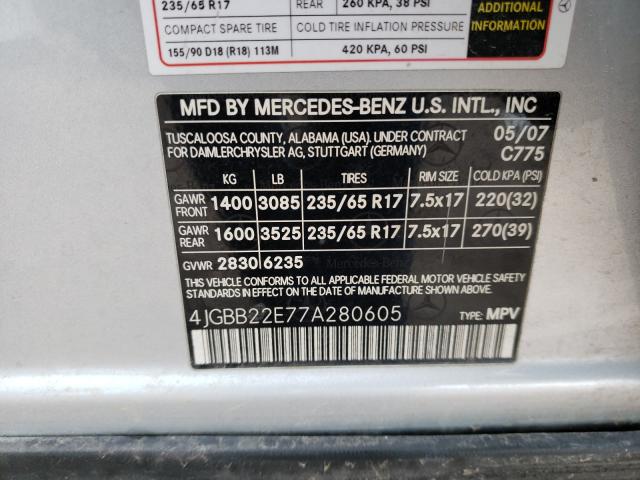 235/65 R17 REAR 260 KPA, 38 PSI
COMPACT SPARE TIRE COLD TIRE INFLATION PRESSURE
155/90 D18 (R18) 113M 420 KPA, 60 PSI
ADDITIONAL
INFORMATION
MFD BY MERCEDES-BENZ U.S. INTL., INC
TUSCALOOSA COUNTY, ALABAMA (USA). UNDER CONTRACT 05/07
FOR DAIMLERCHRYSLER AG, STUTTGART (GERMANY) C775
KG LB TIRES RIM SIZE COLD KPA (PSI)
GAWR FRONT 1400 3085 235/65 R17 7.5x17 220(32)
GAWR REAR 1600 3525 235/65 R17 7.5x17 270(39)
GVWR 2830 6235 Mercedes-Benz
THIS VEHICLE CONFORMS TO ALL APPLICABLE FEDERAL MOTOR VEHICLE SAFETY
STANDARDS IN EFFECT ON THE DATE OF MANUFACTURE SHOWN ABOVE.
4JGBB22E77A280605 TYPE: MPV